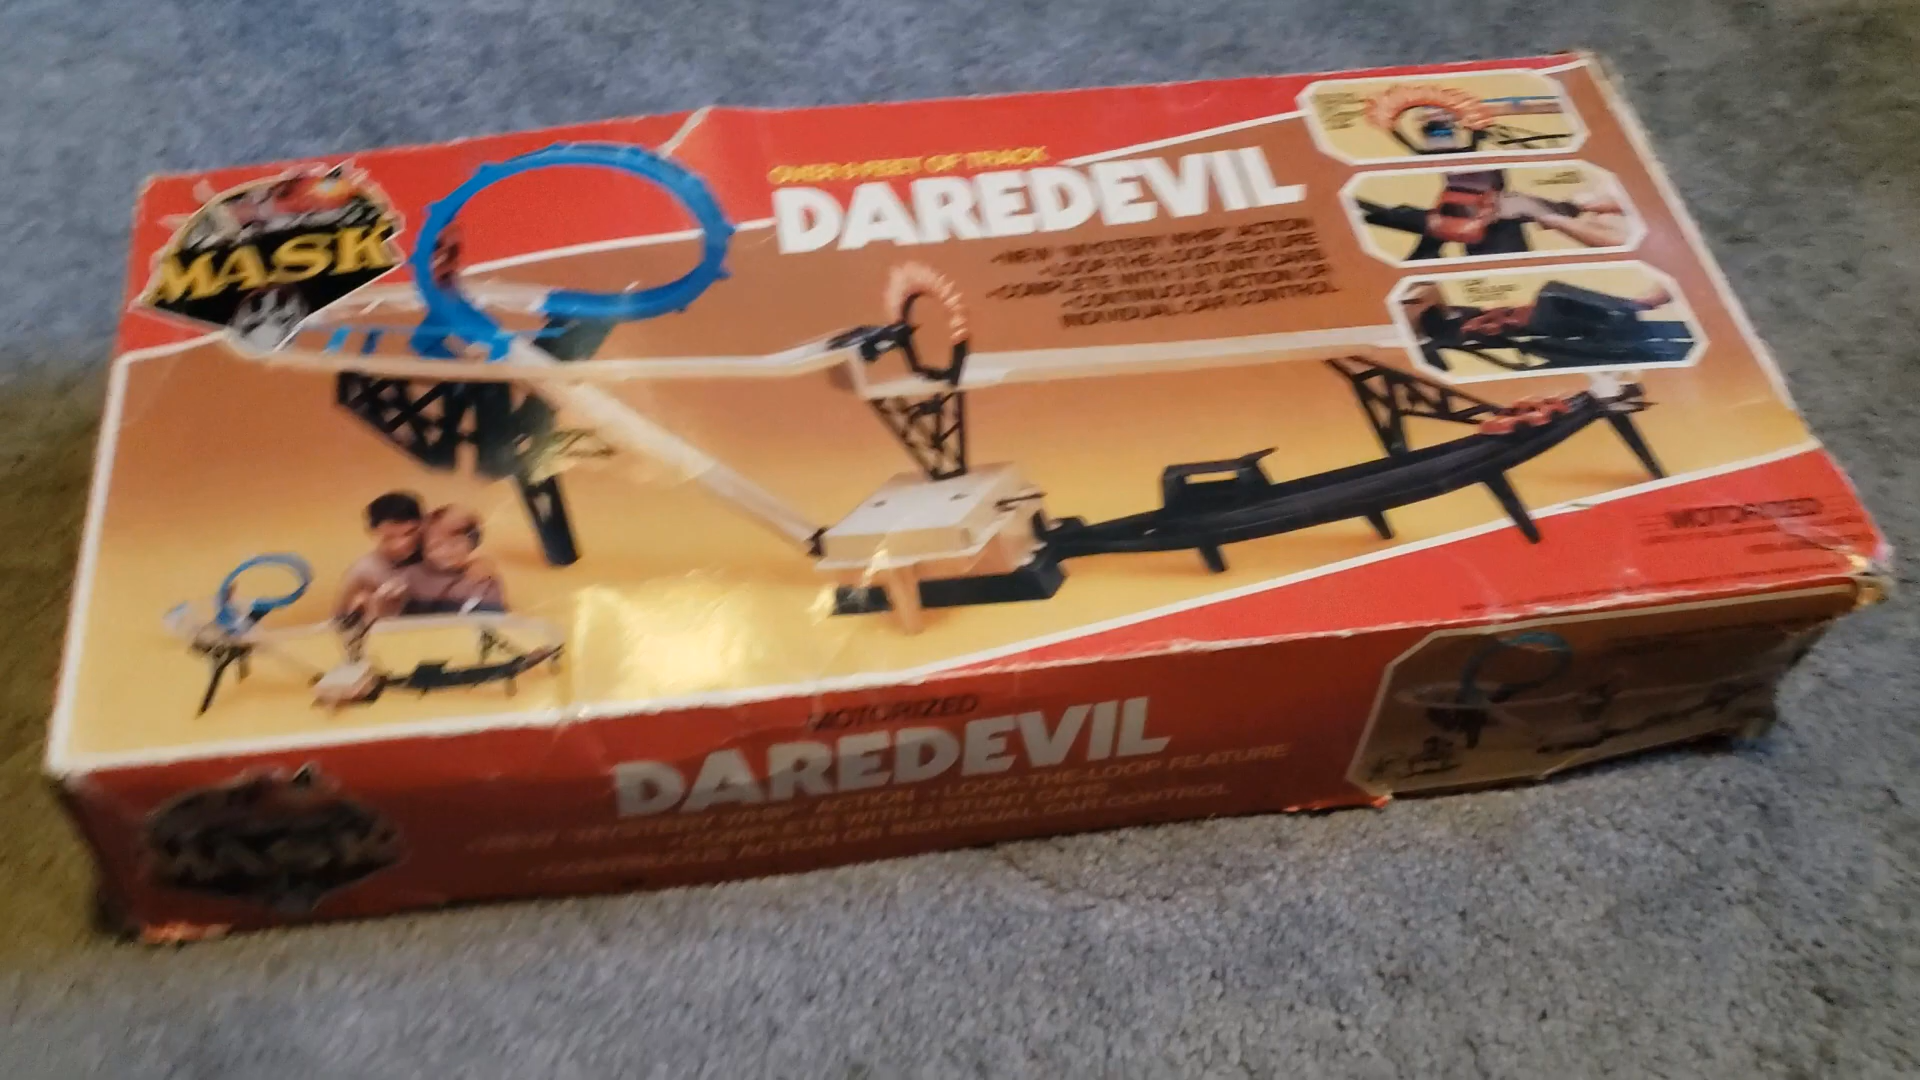 MASK
OVER 9 FEET OF TRACK
DAREDEVIL
•NEW "MYSTERY WHIP" ACTION
•LOOP-THE-LOOP FEATURE
•COMPLETE WITH 3 STUNT CARS
•CONTINUOUS ACTION OR
INDIVIDUAL CAR CONTROL
MOTORIZED
MOTORIZED
DAREDEVIL
•NEW "MYSTERY WHIP" ACTION •LOOP-THE-LOOP FEATURE
•COMPLETE WITH 3 STUNT CARS
•CONTINUOUS ACTION OR INDIVIDUAL CAR CONTROL
MASK